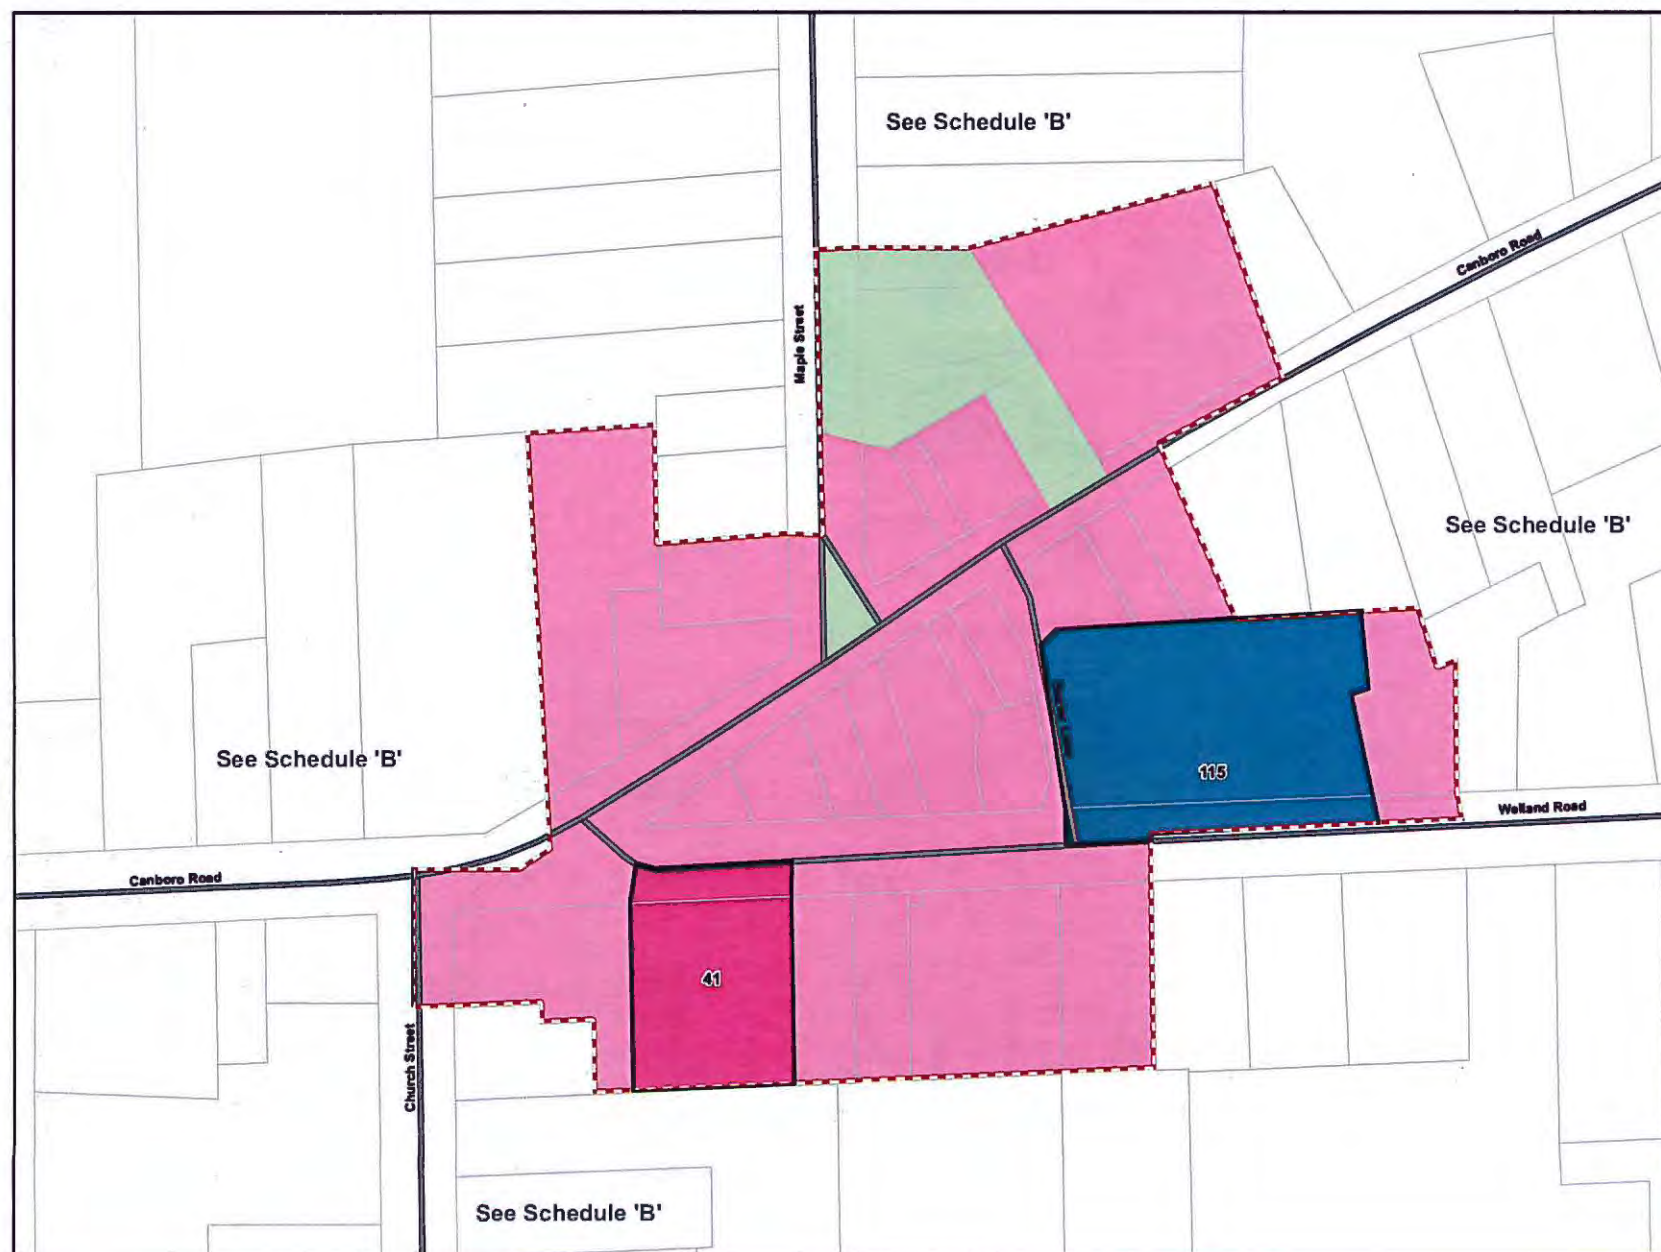 See Schedule 'B'
Canboro Road
Maple Street
See Schedule 'B'
See Schedule 'B'
115
Welland Road
Canboro Road
41
Church Street
See Schedule 'B'